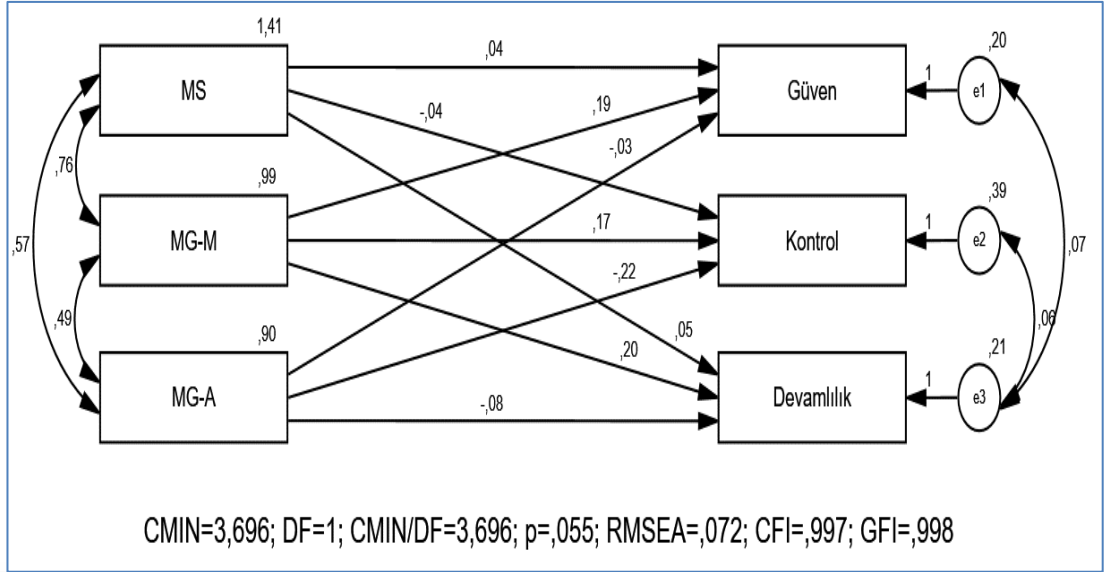 1,41
MS
,04
Güven
,20
1
e1
-,04
,19
-,03
,76
,99
MG-M
,17
Kontrol
,39
1
e2
,57
,07
-,22
,49
,90
MG-A
,05
,20
,06
Devamlılık
,21
1
e3
-,08
CMIN=3,696; DF=1; CMIN/DF=3,696; p=,055; RMSEA=,072; CFI=,997; GFI=,998